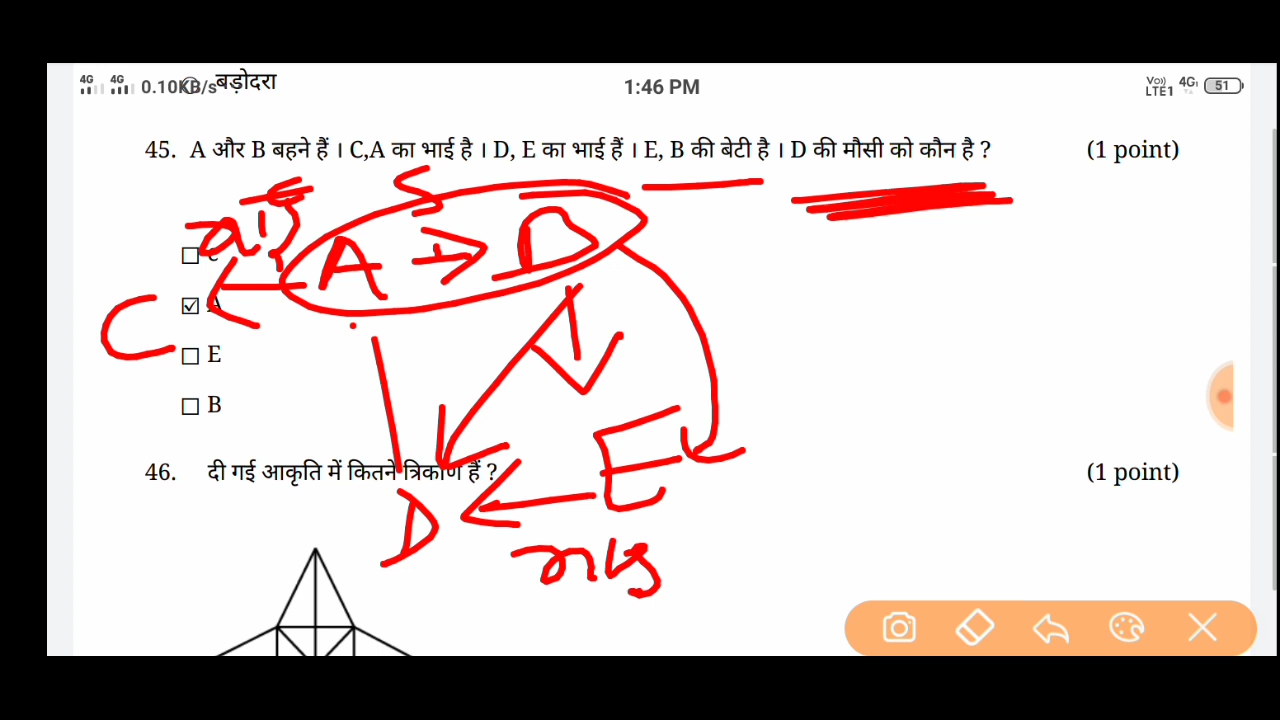 4G 4G 0.10KB/s 1:46 PM Vo)) LTE1 4G 51
बड़ोदरा
45. A और B बहने हैं । C,A का भाई है । D, E का भाई हैं । E, B की बेटी है । D की मौसी को कौन है ? (1 point)
A
C
A
E
E
B
46. दी गई आकृति में कितने त्रिकोण हैं ? (1 point)
D